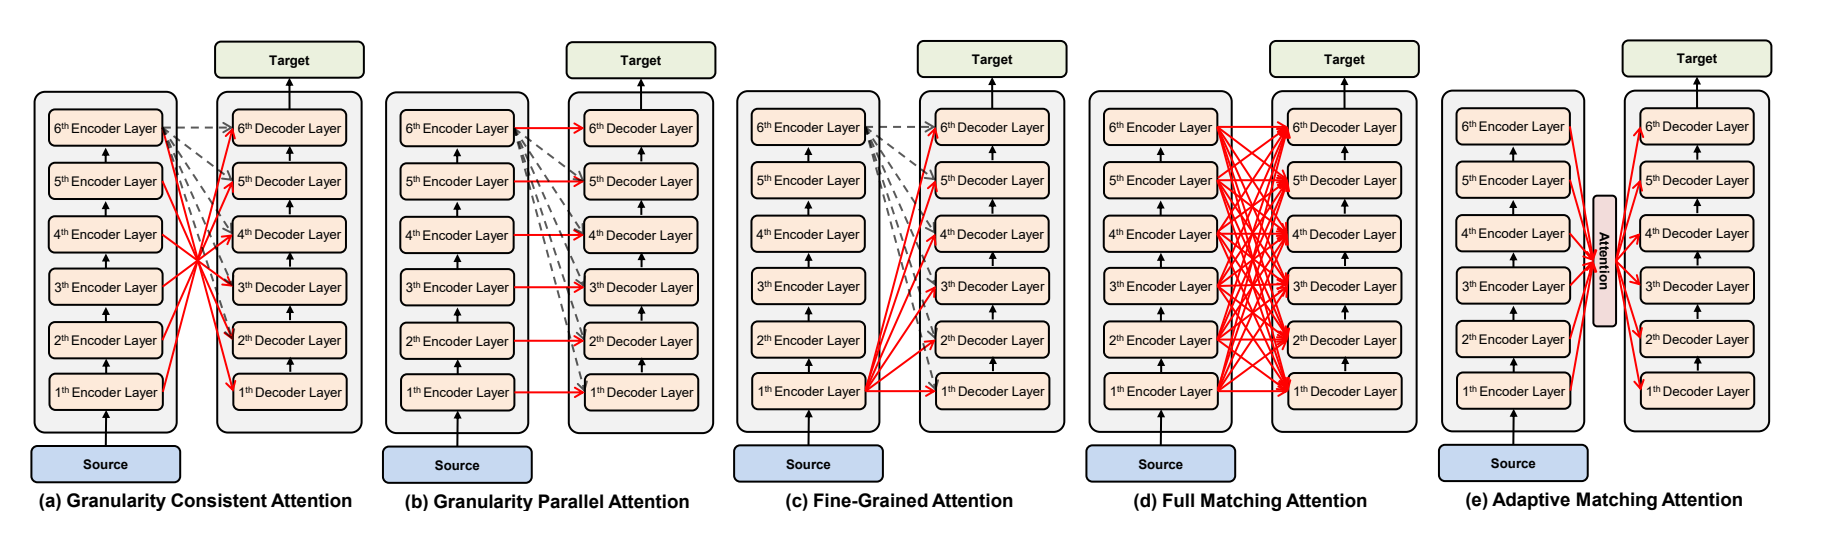 Target
6th Encoder Layer
5th Encoder Layer
4th Encoder Layer
3th Encoder Layer
2th Encoder Layer
1th Encoder Layer
6th Decoder Layer
5th Decoder Layer
4th Decoder Layer
3th Decoder Layer
2th Decoder Layer
1th Decoder Layer
Source
(a) Granularity Consistent Attention
Target
6th Encoder Layer
5th Encoder Layer
4th Encoder Layer
3th Encoder Layer
2th Encoder Layer
1th Encoder Layer
6th Decoder Layer
5th Decoder Layer
4th Decoder Layer
3th Decoder Layer
2th Decoder Layer
1th Decoder Layer
Source
(b) Granularity Parallel Attention
Target
6th Encoder Layer
5th Encoder Layer
4th Encoder Layer
3th Encoder Layer
2th Encoder Layer
1th Encoder Layer
6th Decoder Layer
5th Decoder Layer
4th Decoder Layer
3th Decoder Layer
2th Decoder Layer
1th Decoder Layer
Source
(c) Fine-Grained Attention
Target
6th Encoder Layer
5th Encoder Layer
4th Encoder Layer
3th Encoder Layer
2th Encoder Layer
1th Encoder Layer
6th Decoder Layer
5th Decoder Layer
4th Decoder Layer
3th Decoder Layer
2th Decoder Layer
1th Decoder Layer
Source
(d) Full Matching Attention
Target
6th Encoder Layer
5th Encoder Layer
4th Encoder Layer
3th Encoder Layer
2th Encoder Layer
1th Encoder Layer
Attention
6th Decoder Layer
5th Decoder Layer
4th Decoder Layer
3th Decoder Layer
2th Decoder Layer
1th Decoder Layer
Source
(e) Adaptive Matching Attention